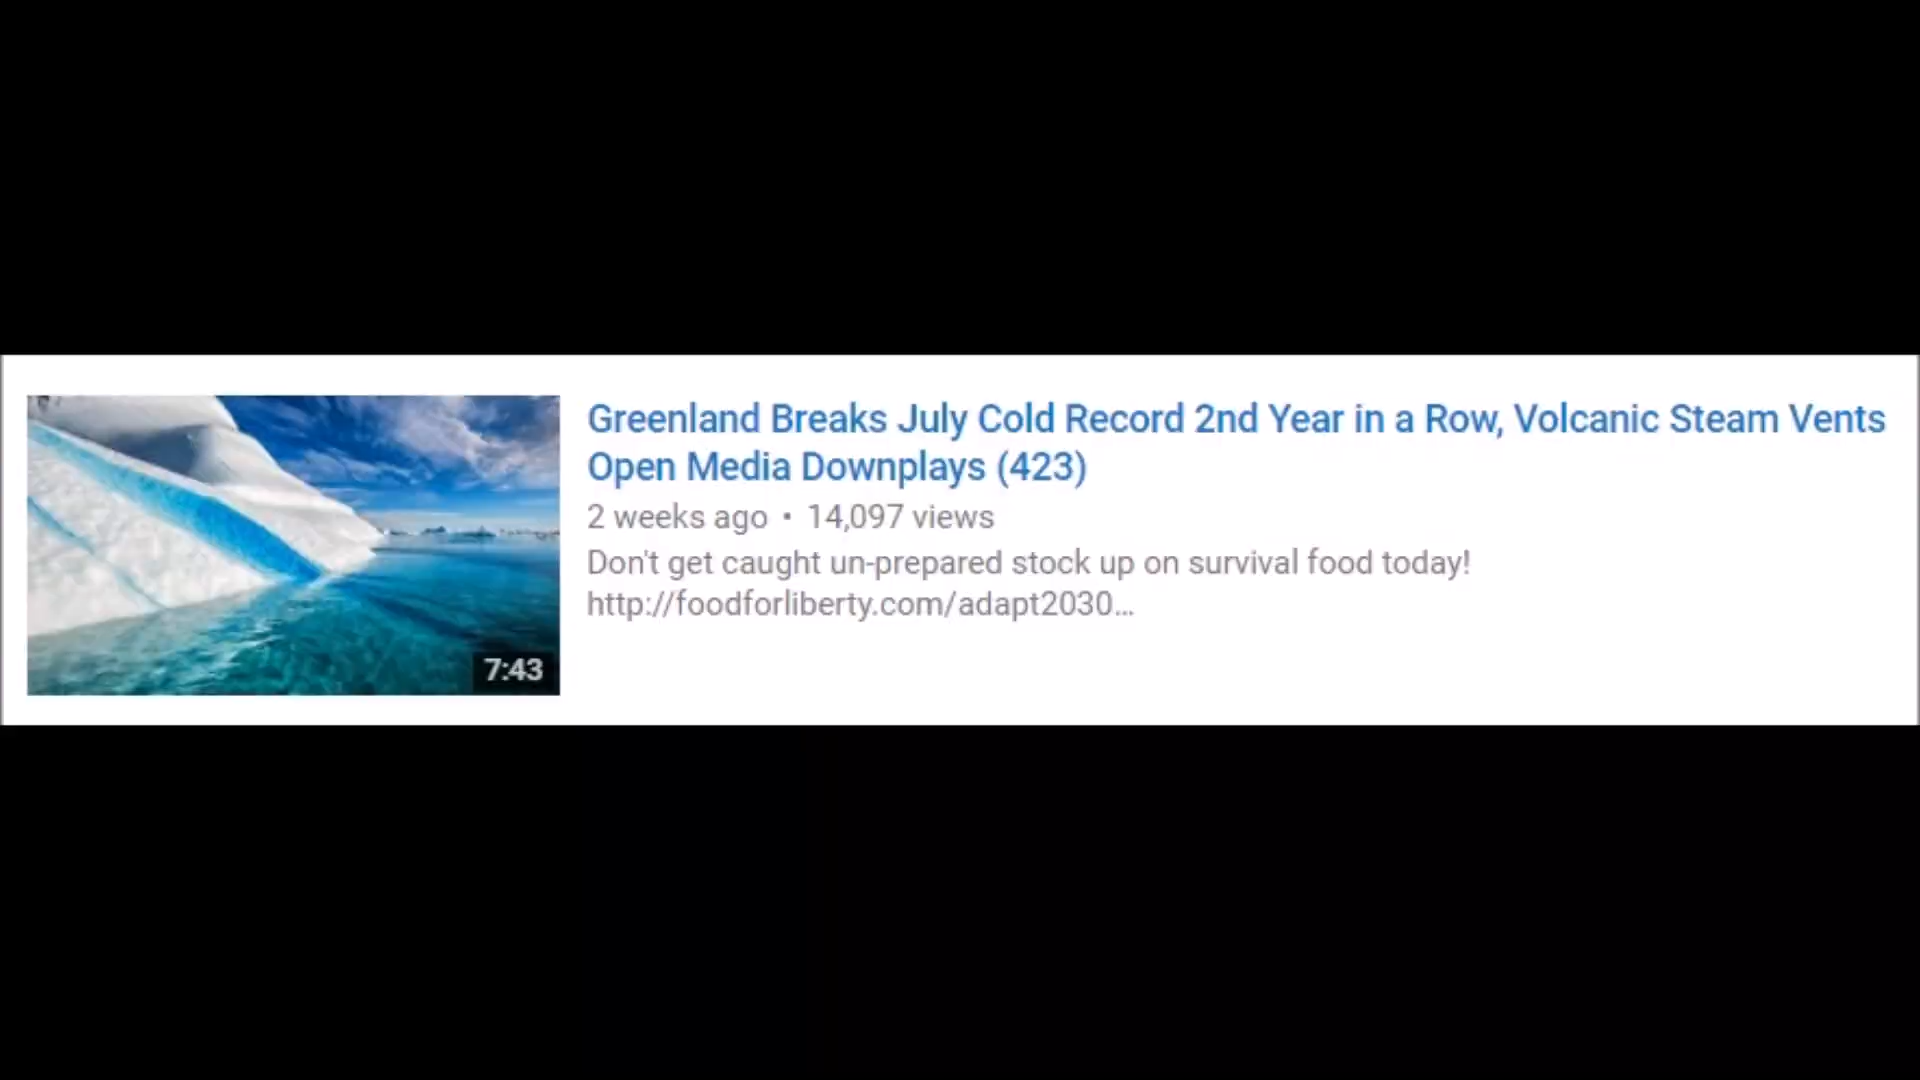 Greenland Breaks July Cold Record 2nd Year in a Row, Volcanic Steam Vents
Open Media Downplays (423)
2 weeks ago • 14,097 views
Don't get caught un-prepared stock up on survival food today!
http://foodforliberty.com/adapt2030...
7:43